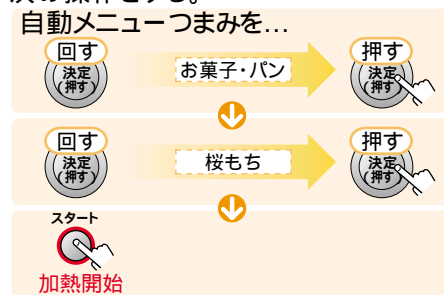 次の操作をする。
自動メニューつまみを…
回す
決定
(押す)
お菓子・パン
押す
決定
(押す)
回す
決定
(押す)
桜もち
押す
決定
(押す)
スタート
加熱開始